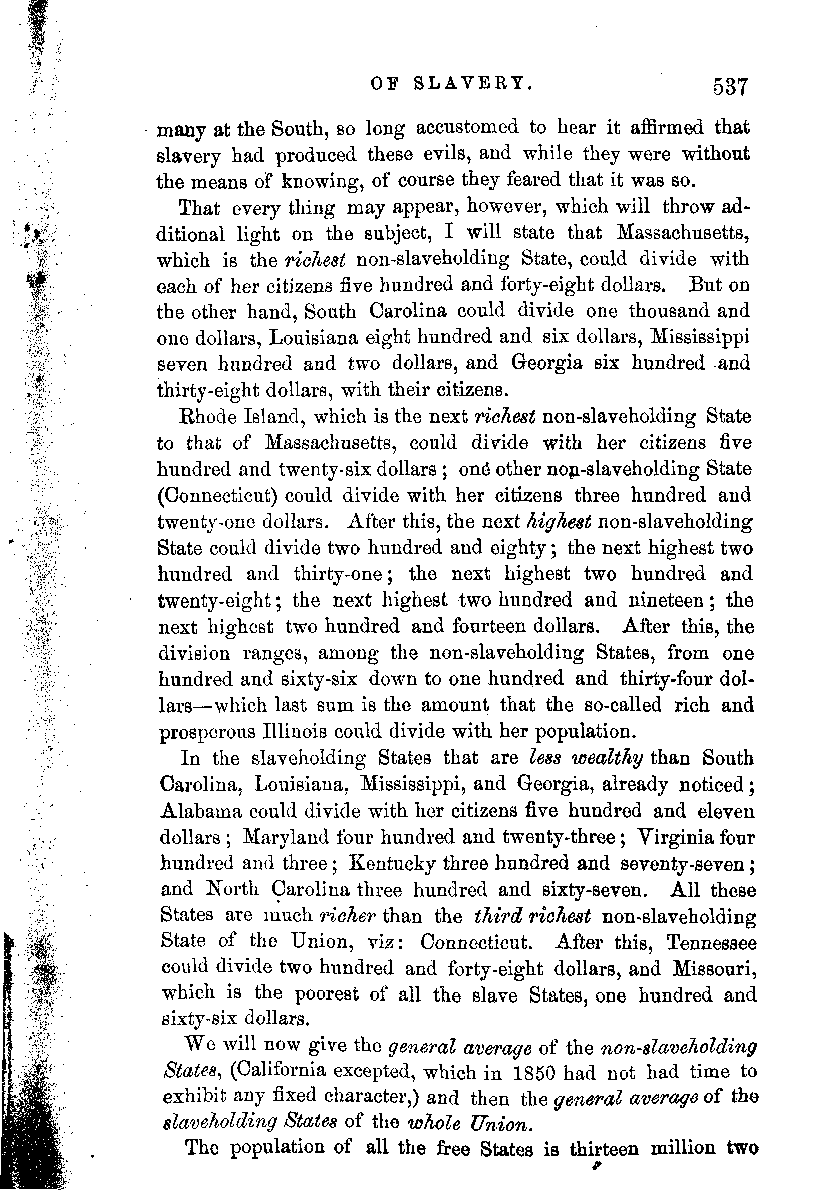 OF SLAVERY. 537
many at the South, so long accustomed to hear it affirmed that
slavery had produced these evils, and while they were without
the means of knowing, of course they feared that it was so.
That every thing may appear, however, which will throw ad-
ditional light on the subject, I will state that Massachusetts,
which is the richest non-slaveholding State, could divide with
each of her citizens five hundred and forty-eight dollars. But on
the other hand, South Carolina could divide one thousand and
one dollars, Louisiana eight hundred and six dollars, Mississippi
seven hundred and two dollars, and Georgia six hundred and
thirty-eight dollars, with their citizens.
Rhode Island, which is the next richest non-slaveholding State
to that of Massachusetts, could divide with her citizens five
hundred and twenty-six dollars; one other non-slaveholding State
(Connecticut) could divide with her citizens three hundred and
twenty-one dollars. After this, the next highest non-slaveholding
State could divide two hundred and eighty; the next highest two
hundred and thirty-one; the next highest two hundred and
twenty-eight; the next highest two hundred and nineteen; the
next highest two hundred and fourteen dollars. After this, the
division ranges, among the non-slaveholding States, from one
hundred and sixty-six down to one hundred and thirty-four dol-
lars—which last sum is the amount that the so-called rich and
prosperous Illinois could divide with her population.
In the slaveholding States that are less wealthy than South
Carolina, Louisiana, Mississippi, and Georgia, already noticed;
Alabama could divide with her citizens five hundred and eleven
dollars; Maryland four hundred and twenty-three; Virginia four
hundred and three; Kentucky three hundred and seventy-seven;
and North Carolina three hundred and sixty-seven. All these
States are much richer than the third richest non-slaveholding
State of the Union, viz: Connecticut. After this, Tennessee
could divide two hundred and forty-eight dollars, and Missouri,
which is the poorest of all the slave States, one hundred and
sixty-six dollars.
We will now give the general average of the non-slaveholding
States, (California excepted, which in 1850 had not had time to
exhibit any fixed character,) and then the general average of the
slaveholding States of the whole Union.
The population of all the free States is thirteen million two